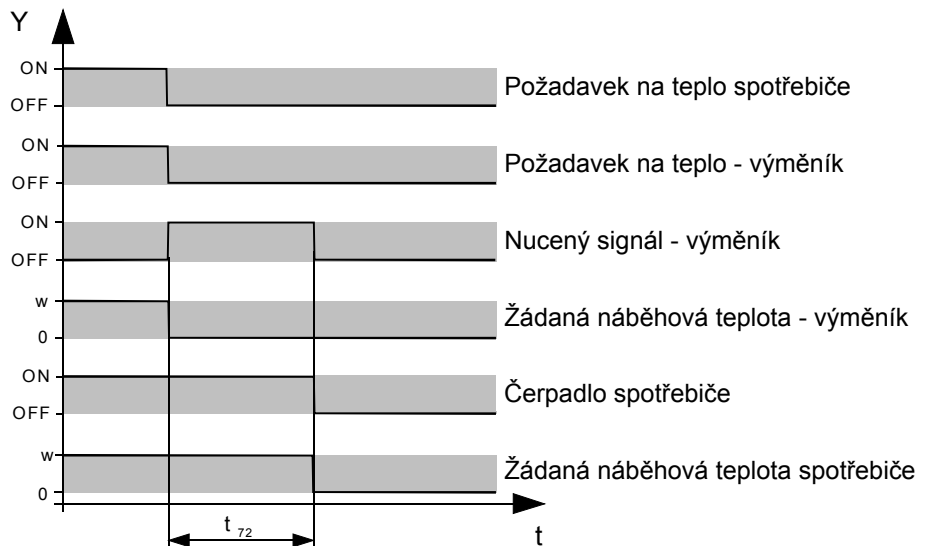 Y
ON
OFF
Požadavek na teplo spotřebiče
ON
OFF
Požadavek na teplo - výměník
ON
OFF
Nucený signál - výměník
w
0
Žádaná náběhová teplota - výměník
ON
OFF
Čerpadlo spotřebiče
w
0
Žádaná náběhová teplota spotřebiče
t 72
t